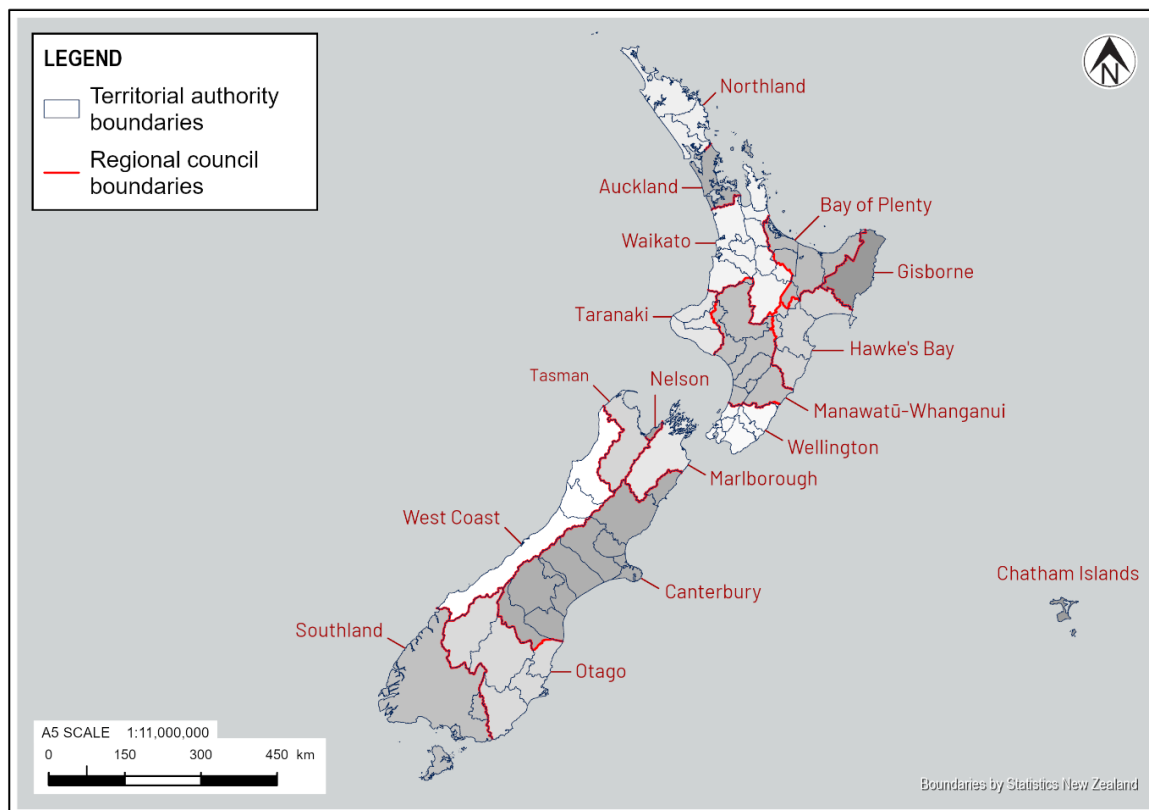 LEGEND
Territorial authority
boundaries
Regional council
boundaries
N
Northland
Auckland
Bay of Plenty
Waikato
Gisborne
Taranaki
Hawke's Bay
Tasman
Nelson
Manawatū-Whanganui
Wellington
Marlborough
West Coast
Chatham Islands
Canterbury
Southland
Otago
A5 SCALE 1:11,000,000
0 150 300 450 km
Boundaries by Statistics New Zealand